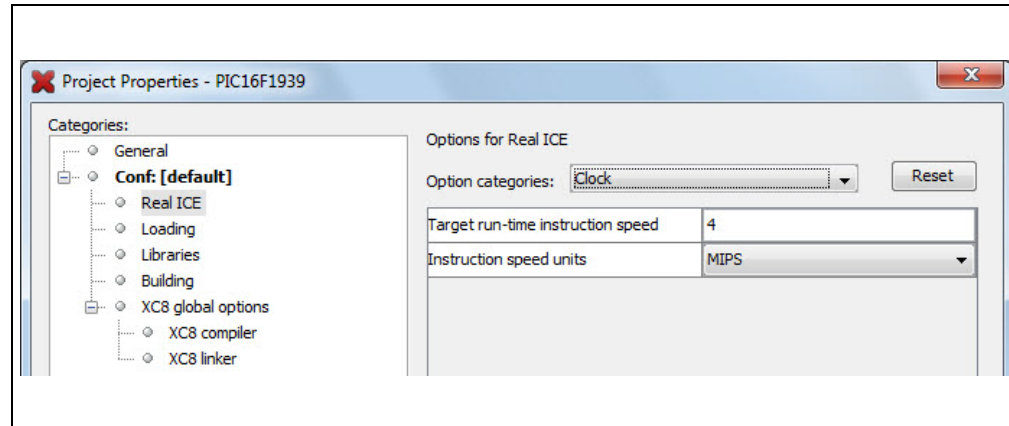 Project Properties - PIC16F1939
Categories:
General
Conf: [default]
Real ICE
Loading
Libraries
Building
XC8 global options
XC8 compiler
XC8 linker
Options for Real ICE
Option categories: Clock Reset
Target run-time instruction speed 4
Instruction speed units MIPS